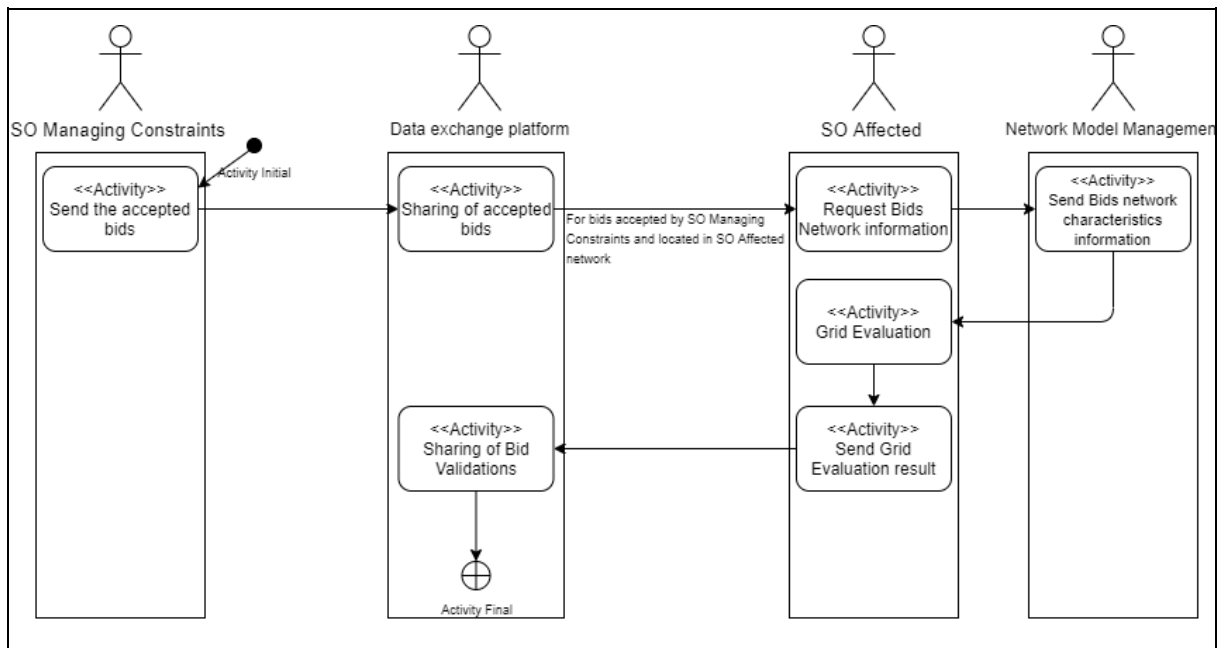 SO Managing Constraints
Data exchange platform
SO Affected
Network Model Managemen
Activity Initial
<<Activity>>
Send the accepted
bids
<<Activity>>
Sharing of accepted
bids
For bids accepted by SO Managing
Constraints and located in SO Affected
network
<<Activity>>
Request Bids
Network information
<<Activity>>
Send Bids network
characteristics
information
<<Activity>>
Grid Evaluation
<<Activity>>
Send Grid
Evaluation result
<<Activity>>
Sharing of Bid
Validations
Activity Final